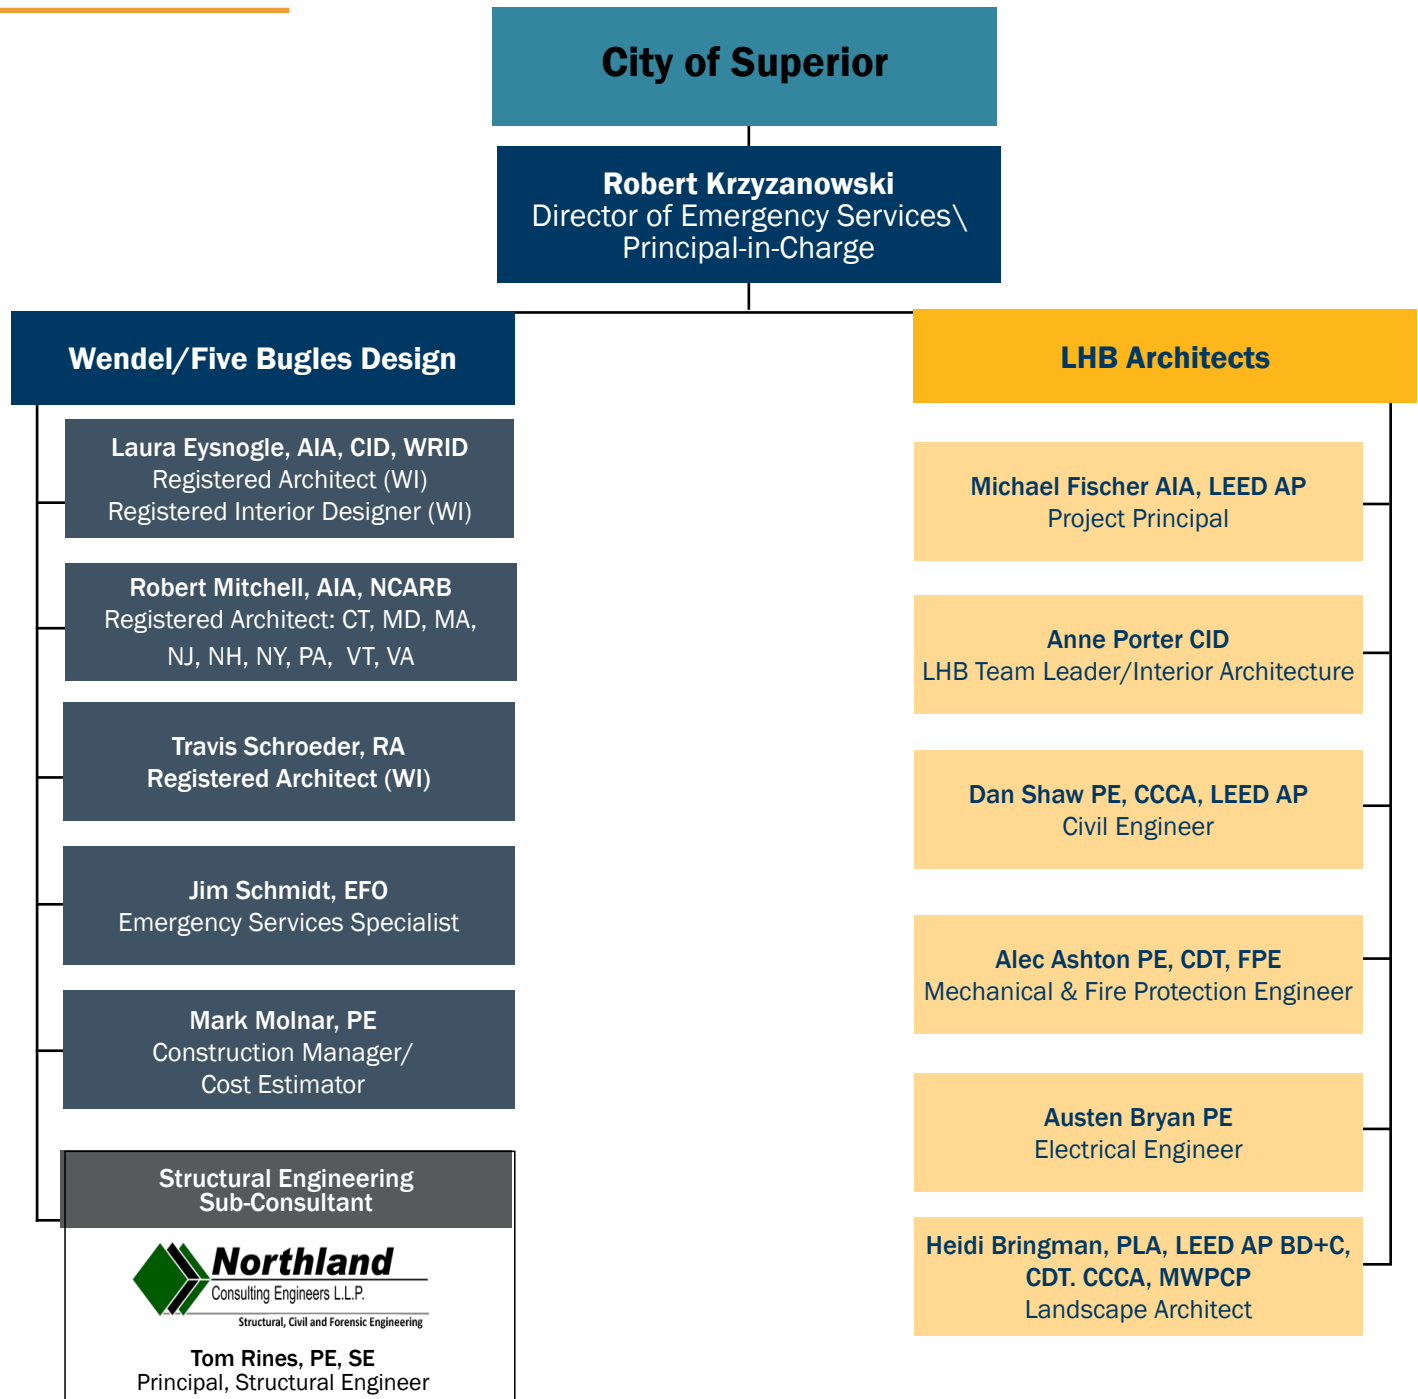 City of Superior
Robert Krzyzanowski
Director of Emergency Services\
Principal-in-Charge
Wendel/Five Bugles Design
Laura Eysnogle, AIA, CID, WRID
Registered Architect (WI)
Registered Interior Designer (WI)
Robert Mitchell, AIA, NCARB
Registered Architect: CT, MD, MA,
NJ, NH, NY, PA, VT, VA
Travis Schroeder, RA
Registered Architect (WI)
Jim Schmidt, EFO
Emergency Services Specialist
Mark Molnar, PE
Construction Manager/
Cost Estimator
Structural Engineering
Sub-Consultant
Northland
Consulting Engineers L.L.P.
Structural, Civil and Forensic Engineering
Tom Rines, PE, SE
Principal, Structural Engineer
LHB Architects
Michael Fischer AIA, LEED AP
Project Principal
Anne Porter CID
LHB Team Leader/Interior Architecture
Dan Shaw PE, CCCA, LEED AP
Civil Engineer
Alec Ashton PE, CDT, FPE
Mechanical & Fire Protection Engineer
Austen Bryan PE
Electrical Engineer
Heidi Bringman, PLA, LEED AP BD+C,
CDT. CCCA, MWPCP
Landscape Architect